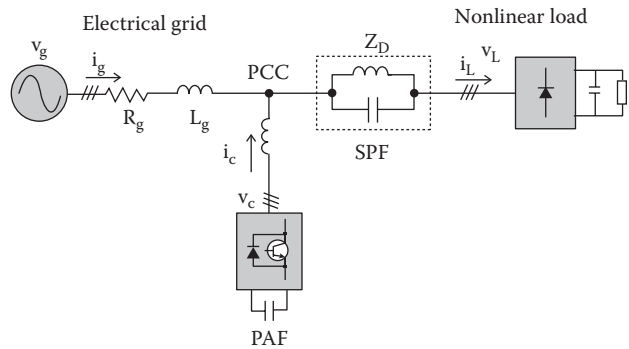 Electrical grid
Nonlinear load
v_g
i_g
R_g
L_g
PCC
Z_D
SPF
i_L
v_L
i_c
v_c
PAF